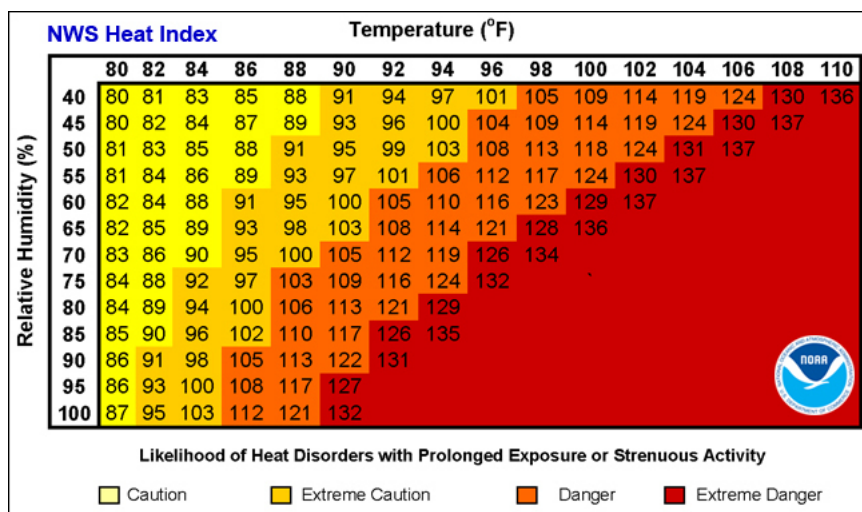 NWS Heat Index Temperature (°F)
80 82 84 86 88 90 92 94 96 98 100 102 104 106 108 110
40 80 81 83 85 88 91 94 97 101 105 109 114 119 124 130 136
45 80 82 84 87 89 93 96 100 104 109 114 119 124 130 137
50 81 83 85 88 91 95 99 103 108 113 118 124 131 137
55 81 84 86 89 93 97 101 106 112 117 124 130 137
60 82 84 88 91 95 100 105 110 116 123 129 137
65 82 85 89 93 98 103 108 114 121 128 136
70 83 86 90 95 100 105 112 119 126 134
75 84 88 92 97 103 109 116 124 132
80 84 89 94 100 106 113 121 129
85 85 90 96 102 110 117 126 135
90 86 91 98 105 113 122 131
95 86 93 100 108 117 127
100 87 95 103 112 121 132
Relative Humidity (%)
NOAA
Likelihood of Heat Disorders with Prolonged Exposure or Strenuous Activity
Caution Extreme Caution Danger Extreme Danger